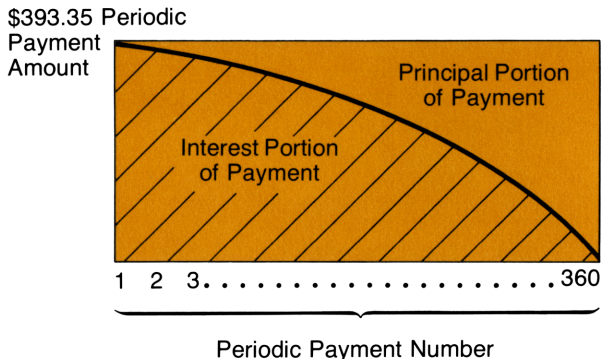 $393.35 Periodic
Payment
Amount
Principal Portion
of Payment
Interest Portion
of Payment
1 2 3. . . . . . . . . . . . . . . . . . . . 360
Periodic Payment Number